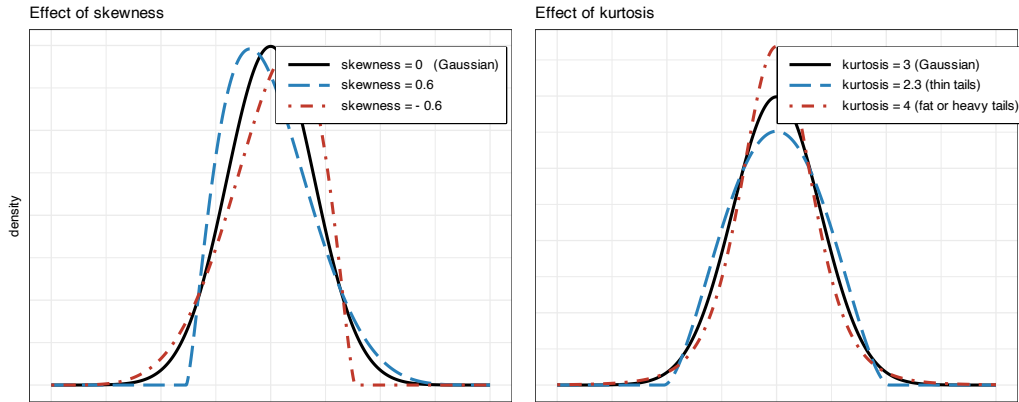 Effect of skewness
skewness = 0 (Gaussian)
skewness = 0.6
skewness = - 0.6
density
Effect of kurtosis
kurtosis = 3 (Gaussian)
kurtosis = 2.3 (thin tails)
kurtosis = 4 (fat or heavy tails)